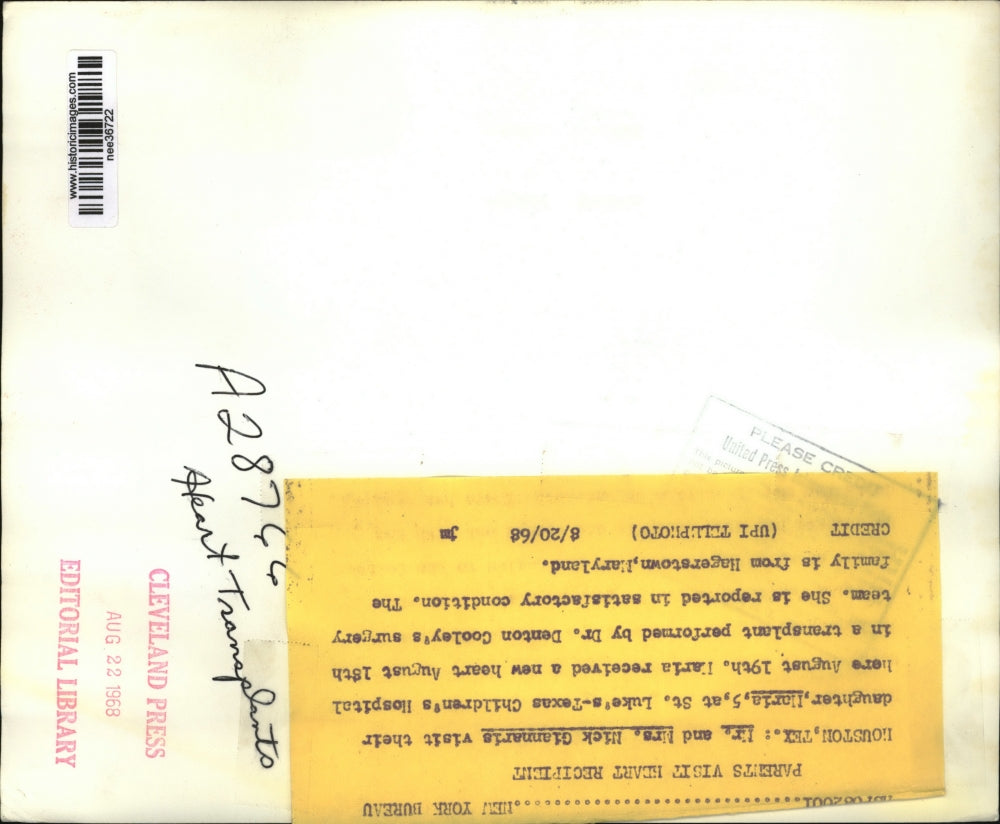 www.historicimages.com
nee36722
A28766
Heart Transplants
CLEVELAND PRESS
AUG 22 1968
EDITORIAL LIBRARY
PLEASE CRE
United Press
NEW YORK BUREAU
PARENTS VISIT HEART RECIPIENT
HOUSTON,TEX.: Mr. and Mrs. Nick Giannaris visit their
daughter,Maria,5,at St. Luke's-Texas Children's Hospital
here August 19th. Maria received a new heart August 18th
in a transplant performed by Dr. Denton Cooley's surgery
team. She is reported in satisfactory condition. The
family is from Hagerstown,Maryland.
CREDIT (UPI TELEPHOTO) 8/20/68 jm